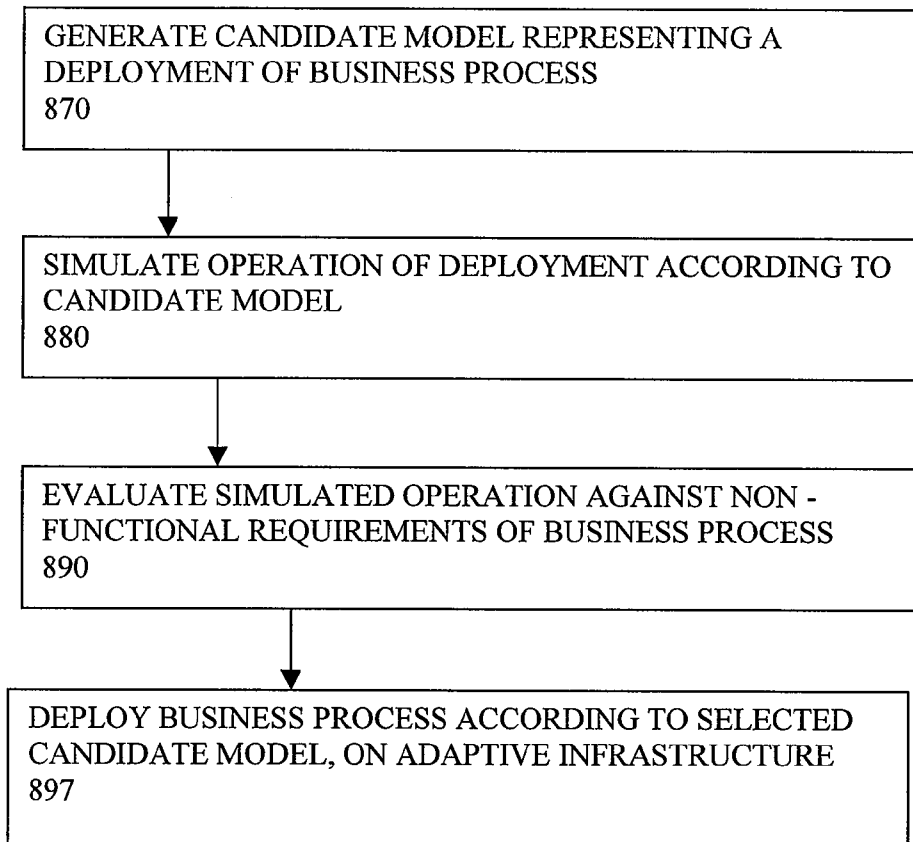 GENERATE CANDIDATE MODEL REPRESENTING A
DEPLOYMENT OF BUSINESS PROCESS
870
SIMULATE OPERATION OF DEPLOYMENT ACCORDING TO
CANDIDATE MODEL
880
EVALUATE SIMULATED OPERATION AGAINST NON -
FUNCTIONAL REQUIREMENTS OF BUSINESS PROCESS
890
DEPLOY BUSINESS PROCESS ACCORDING TO SELECTED
CANDIDATE MODEL, ON ADAPTIVE INFRASTRUCTURE
897